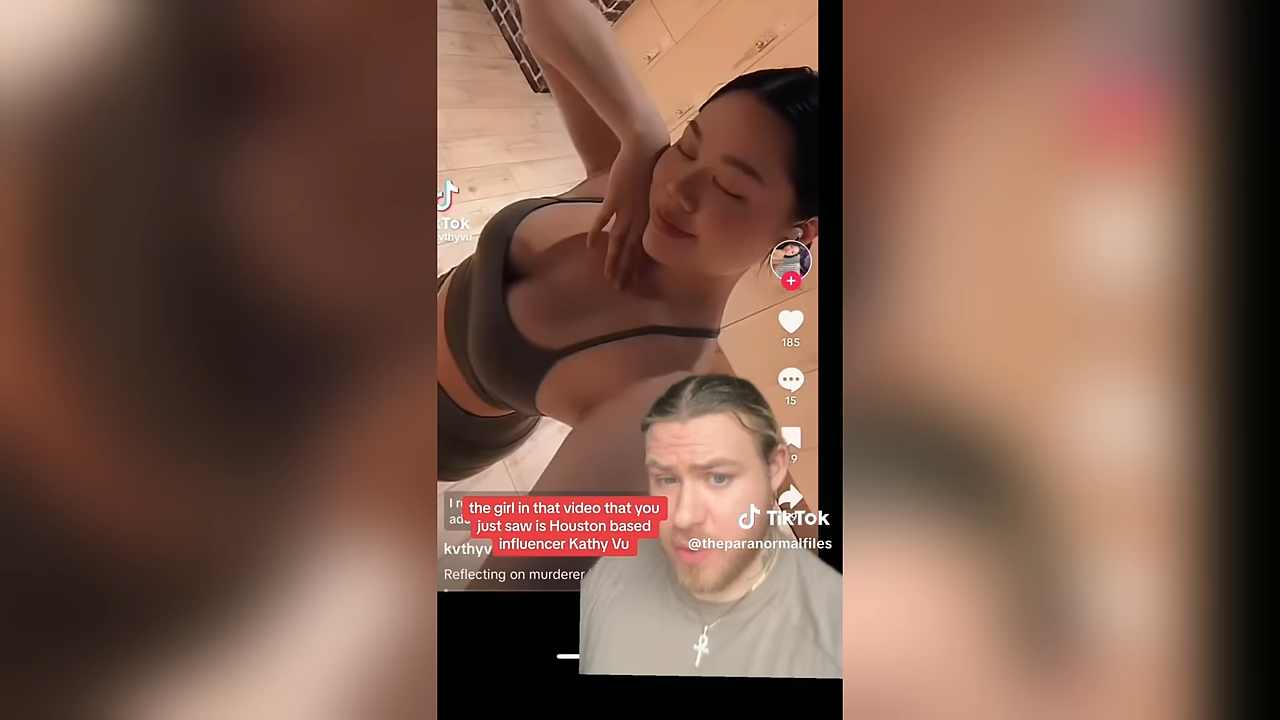 TikTok
kvthyvu
185
15
9
I r
ad
the girl in that video that you
just saw is Houston based
influencer Kathy Vu
TikTok
@theparanormalfiles
kvthyv
Reflecting on murderer